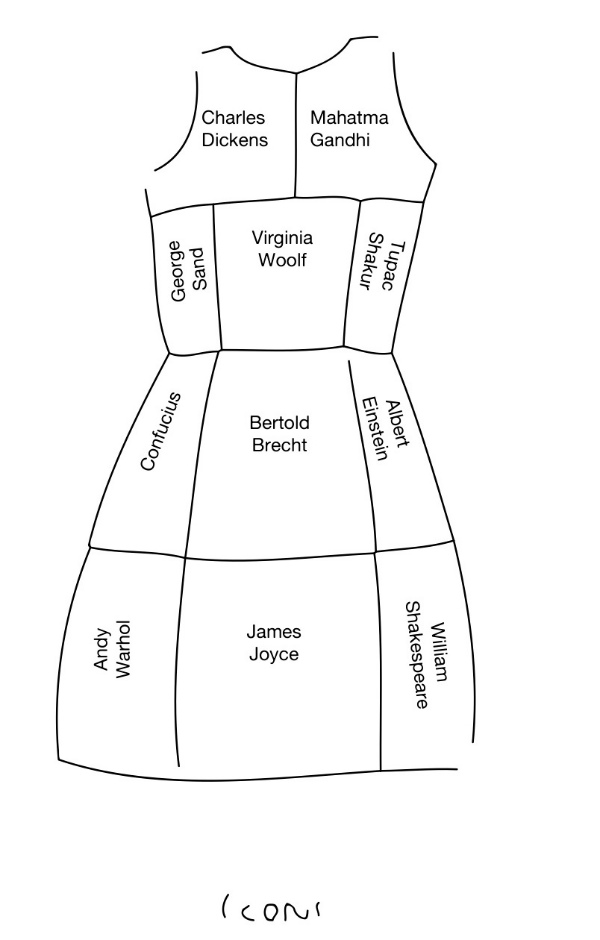 Charles
Dickens
Mahatma
Gandhi
George
Sand
Virginia
Woolf
Tupac
Shakur
Confucius
Bertold
Brecht
Albert
Einstein
Andy
Warhol
James
Joyce
William
Shakespeare